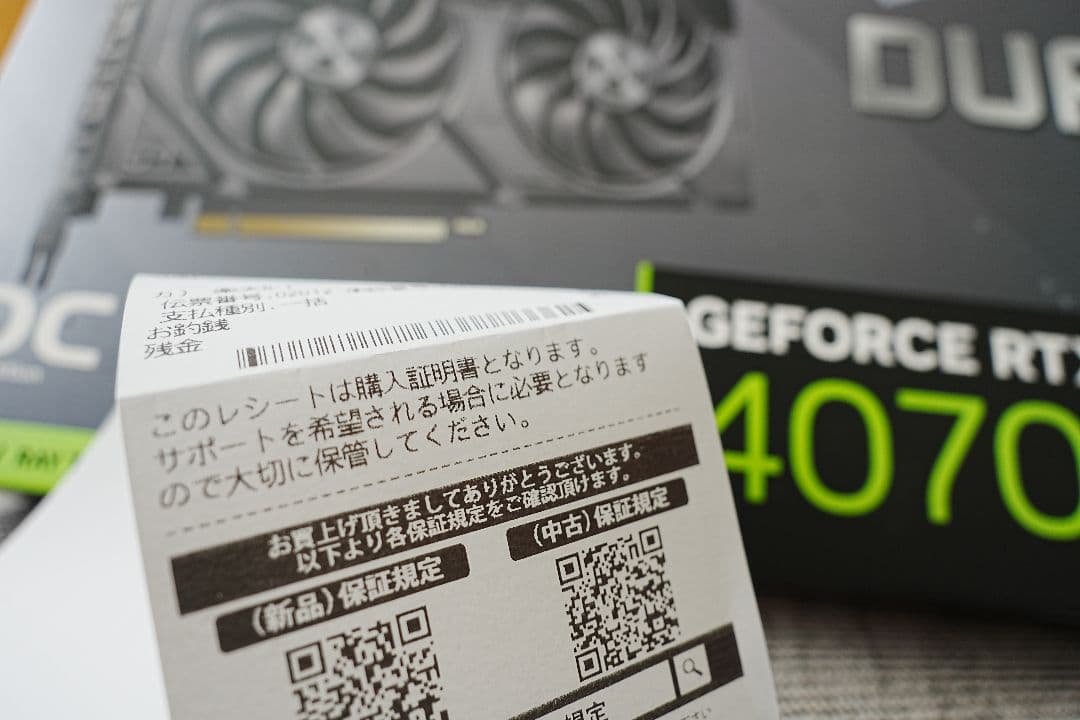 DU
OC
GEFORCE RTX
4070
伝票番号:
支払種別:一括
お釣銭
残金
このレシートは購入証明書となります。
サポートを希望される場合に必要となります
ので大切に保管してください。
お買上げ頂きましてありがとうございます。
以下より各保証規定をご確認頂けます。
(新品)保証規定
(中古)保証規定
規定